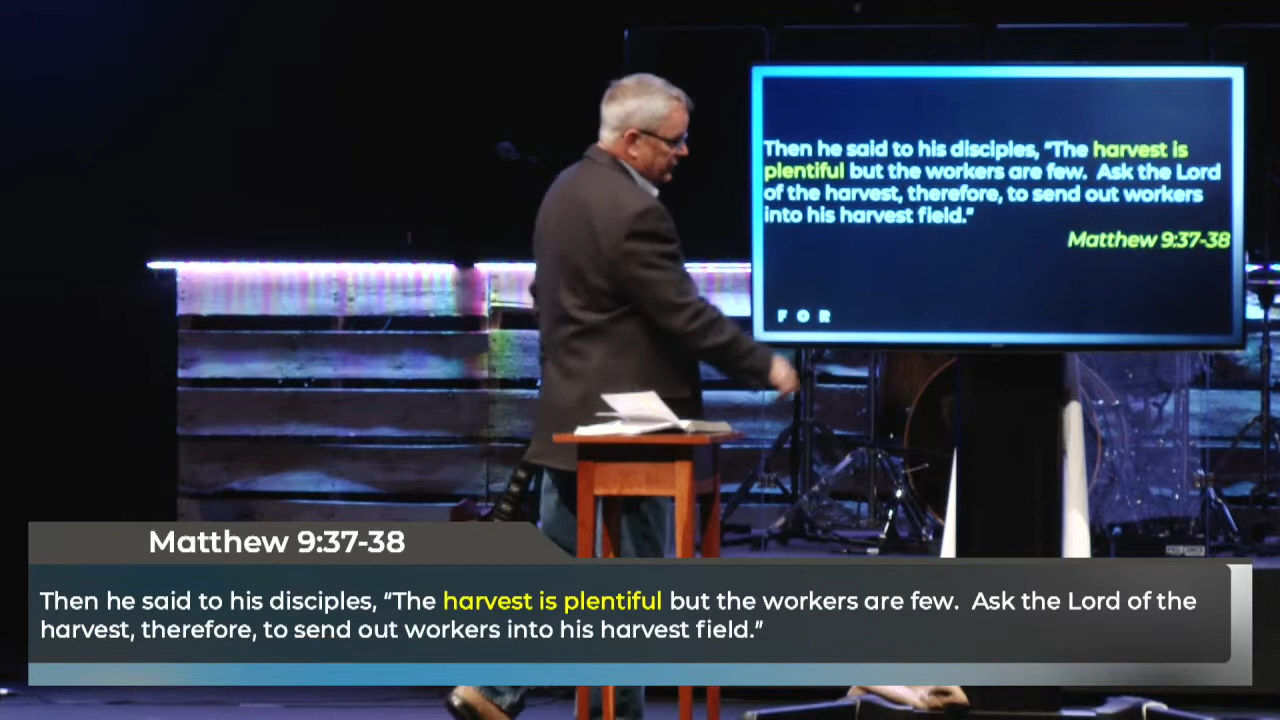 Then he said to his disciples, “The harvest is
plentiful but the workers are few.  Ask the Lord
of the harvest, therefore, to send out workers
into his harvest field.”
Matthew 9:37-38
FOR
Matthew 9:37-38
Then he said to his disciples, “The harvest is plentiful but the workers are few.  Ask the Lord of the
harvest, therefore, to send out workers into his harvest field.”